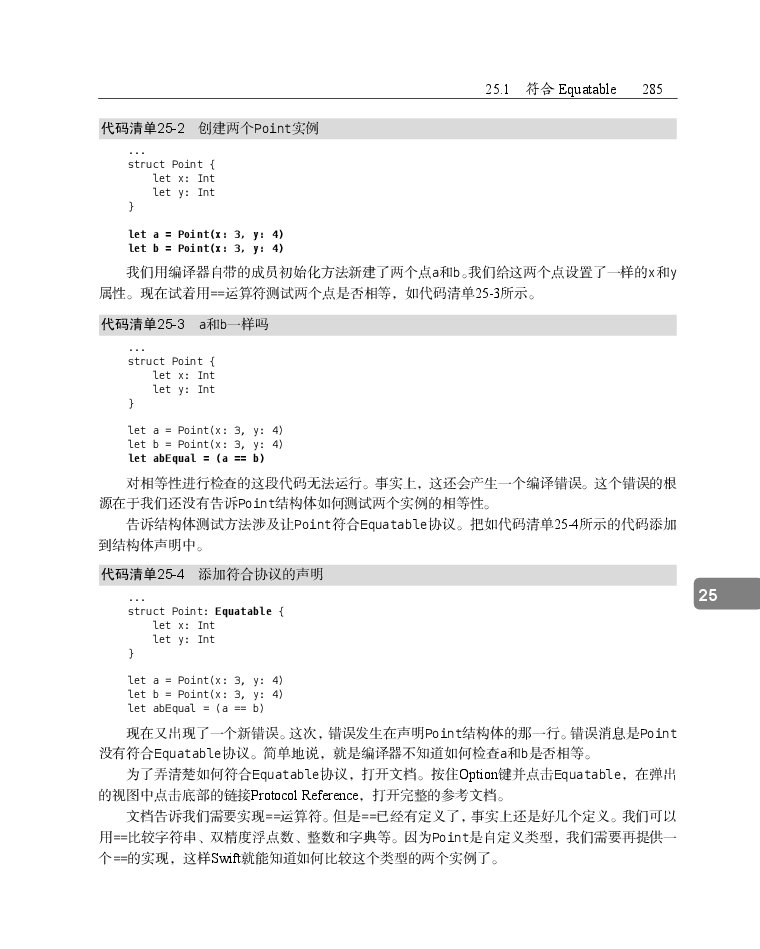 25.1 符合 Equatable 285
代码清单25-2 创建两个Point实例
...
struct Point {
    let x: Int
    let y: Int
}
let a = Point(x: 3, y: 4)
let b = Point(x: 3, y: 4)
我们用编译器自带的成员初始化方法新建了两个点a和b。我们给这两个点设置了一样的x和y
属性。现在试着用==运算符测试两个点是否相等，如代码清单25-3所示。
代码清单25-3 a和b一样吗
...
struct Point {
    let x: Int
    let y: Int
}
let a = Point(x: 3, y: 4)
let b = Point(x: 3, y: 4)
let abEqual = (a == b)
对相等性进行检查的这段代码无法运行。事实上，这还会产生一个编译错误。这个错误的根
源在于我们还没有告诉Point结构体如何测试两个实例的相等性。
告诉结构体测试方法涉及让Point符合Equatable协议。把如代码清单25-4所示的代码添加
到结构体声明中。
代码清单25-4 添加符合协议的声明
...
struct Point: Equatable {
    let x: Int
    let y: Int
}
25
let a = Point(x: 3, y: 4)
let b = Point(x: 3, y: 4)
let abEqual = (a == b)
现在又出现了一个新错误。这次，错误发生在声明Point结构体的那一行。错误消息是Point
没有符合Equatable协议。简单地说，就是编译器不知道如何检查a和b是否相等。
为了弄清楚如何符合Equatable协议，打开文档。按住Option键并点击Equatable，在弹出
的视图中点击底部的链接Protocol Reference，打开完整的参考文档。
文档告诉我们需要实现==运算符。但是==已经有定义了，事实上还是好几个定义。我们可以
用==比较字符串、双精度浮点数、整数和字典等。因为Point是自定义类型，我们需要再提供一
个==的实现，这样Swift就能知道如何比较这个类型的两个实例了。